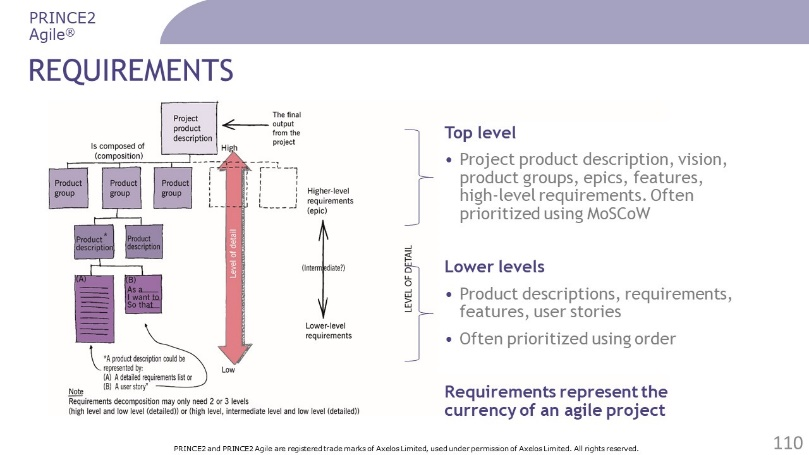 PRINCE2
Agile®
REQUIREMENTS
Project
product
description
The final
output
from the
project
Is composed of
(composition)
High
Product
group
Product
group
Product
group
Higher-level
requirements
(epic)
Product*
description
Product
description
Level of detail
(Intermediate?)
(A)
(B)
As a
I want to
So that
Lower-level
requirements
Low
*A product description could be
represented by:
(A) A detailed requirements list or
(B) A user story*
Note
Requirements decomposition may only need 2 or 3 levels
(high level and low level (detailed)) or (high level, intermediate level and low level (detailed))
LEVEL OF DETAIL
Top level
• Project product description, vision,
product groups, epics, features,
high-level requirements. Often
prioritized using MoSCoW
Lower levels
• Product descriptions, requirements,
features, user stories
• Often prioritized using order
Requirements represent the
currency of an agile project
PRINCE2 and PRINCE2 Agile are registered trade marks of Axelos Limited, used under permission of Axelos Limited. All rights reserved.
110